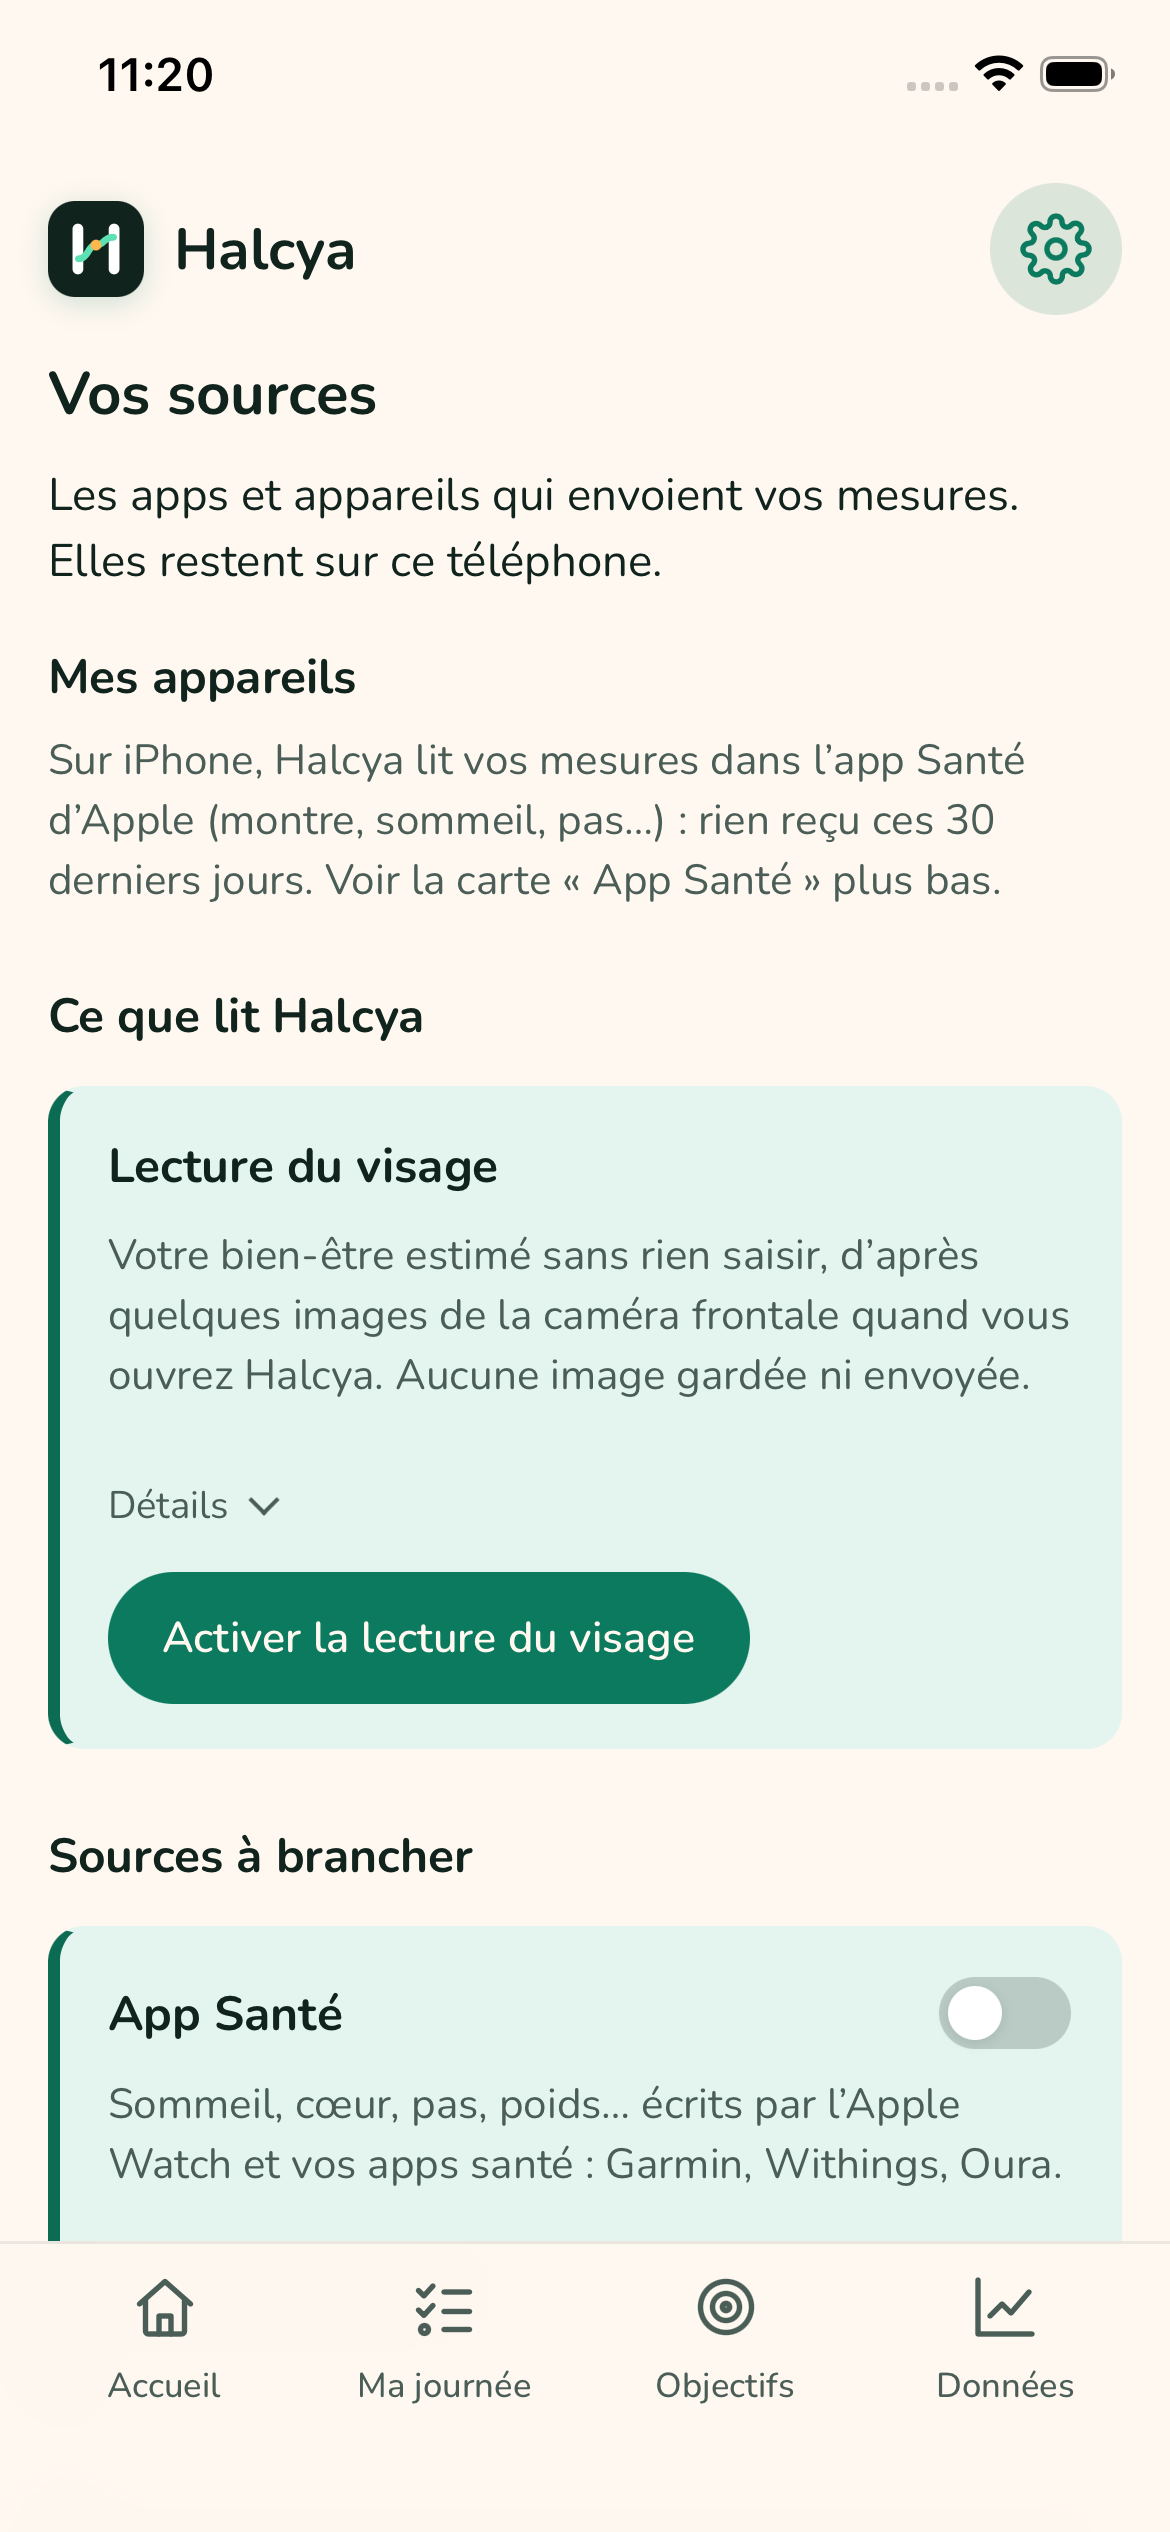 11:20
Halcya
Vos sources
Les apps et appareils qui envoient vos mesures.
Elles restent sur ce téléphone.
Mes appareils
Sur iPhone, Halcya lit vos mesures dans l’app Santé
d’Apple (montre, sommeil, pas…) : rien reçu ces 30
derniers jours. Voir la carte « App Santé » plus bas.
Ce que lit Halcya
Lecture du visage
Votre bien-être estimé sans rien saisir, d’après
quelques images de la caméra frontale quand vous
ouvrez Halcya. Aucune image gardée ni envoyée.
Détails
Activer la lecture du visage
Sources à brancher
App Santé
Sommeil, cœur, pas, poids… écrits par l’Apple
Watch et vos apps santé : Garmin, Withings, Oura.
Accueil
Ma journée
Objectifs
Données